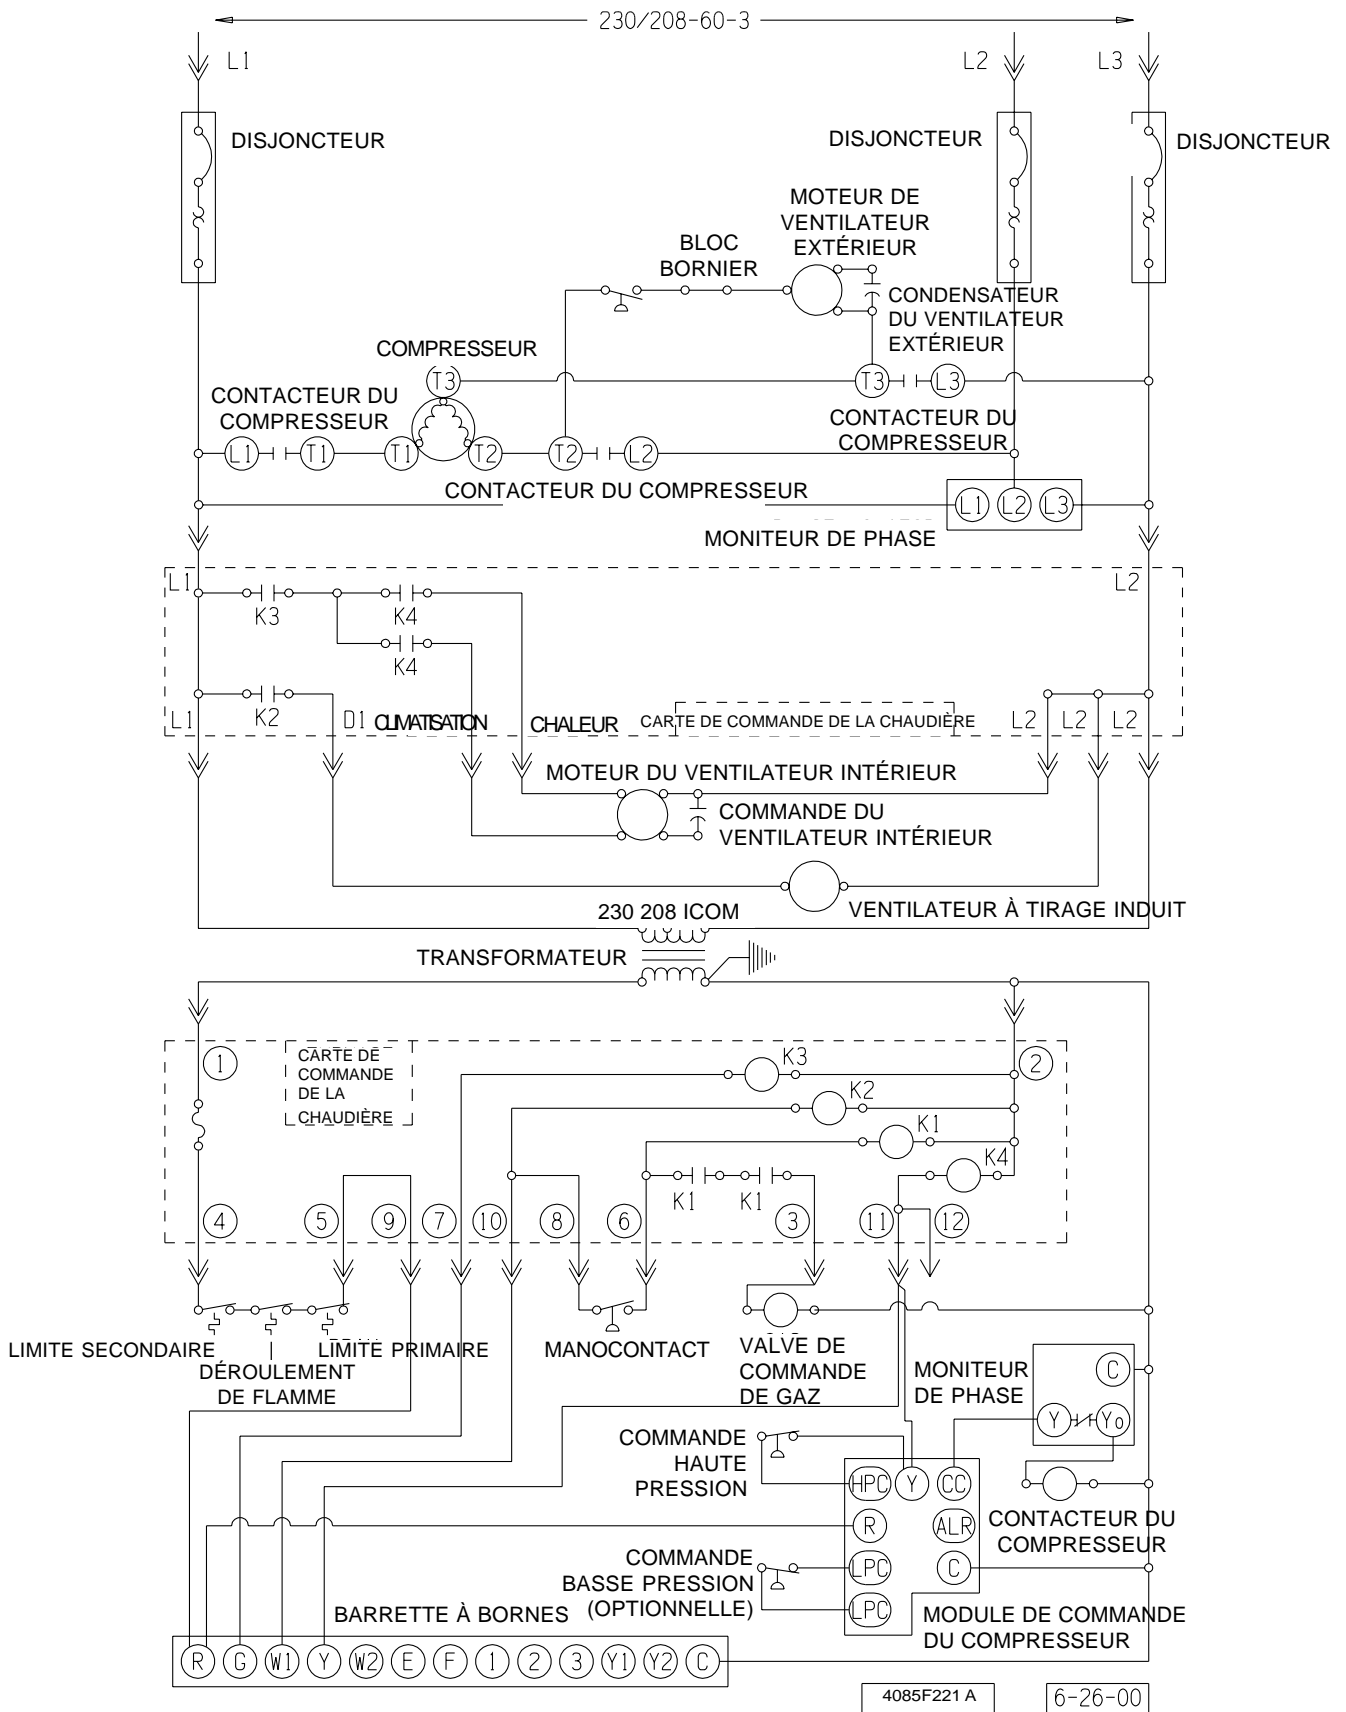 230/208-60-3
L1
L2
L3
DISJONCTEUR
DISJONCTEUR
DISJONCTEUR
MOTEUR DE
VENTILATEUR
EXTÉRIEUR
BLOC
BORNIER
CONDENSATEUR
DU VENTILATEUR
EXTÉRIEUR
COMPRESSEUR
T3
T3
L3
CONTACTEUR DU
COMPRESSEUR
CONTACTEUR DU
COMPRESSEUR
L1
T1
T1
T2
T2
L2
CONTACTEUR DU COMPRESSEUR
L1
L2
L3
MONITEUR DE PHASE
L1
L2
K3
K4
K4
K2
L1
D1
CLIMATISATION
CHALEUR
CARTE DE COMMANDE DE LA CHAUDIÈRE
L2
L2
L2
MOTEUR DU VENTILATEUR INTÉRIEUR
COMMANDE DU
VENTILATEUR INTÉRIEUR
VENTILATEUR À TIRAGE INDUIT
230 208 ICOM
TRANSFORMATEUR
1
CARTE DE
COMMANDE
DE LA
CHAUDIÈRE
K3
2
K2
K1
K4
K1
K1
4
5
9
7
10
8
6
3
11
12
LIMITE SECONDAIRE
LIMITE PRIMAIRE
DÉROULEMENT
DE FLAMME
MANOCONTACT
VALVE DE
COMMANDE
DE GAZ
MONITEUR
DE PHASE
C
Y
Yo
COMMANDE
HAUTE
PRESSION
HPC
Y
CC
R
ALR
CONTACTEUR DU
COMPRESSEUR
COMMANDE
BASSE PRESSION
(OPTIONNELLE)
LPC
C
LPC
BARRETTE À BORNES
MODULE DE COMMANDE
DU COMPRESSEUR
R
G
W1
Y
W2
E
F
1
2
3
Y1
Y2
C
4085F221 A
6-26-00